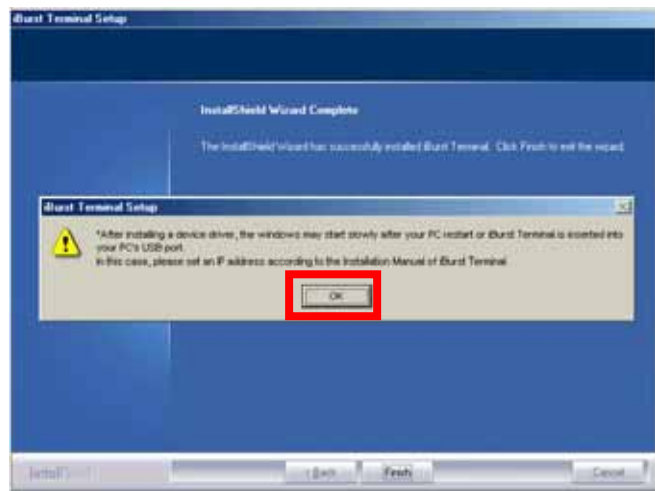 iBurst Terminal Setup
InstallShield Wizard Complete
The InstallShield Wizard has successfully installed iBurst Terminal. Click Finish to exit the wizard.
iBurst Terminal Setup
*After installing a device driver, the windows may start slowly after your PC restart or iBurst Terminal is inserted into
your PC's USB port.
In this case, please set an IP address according to the Installation Manual of iBurst Terminal.
OK
InstallShield
< Back
Finish
Cancel